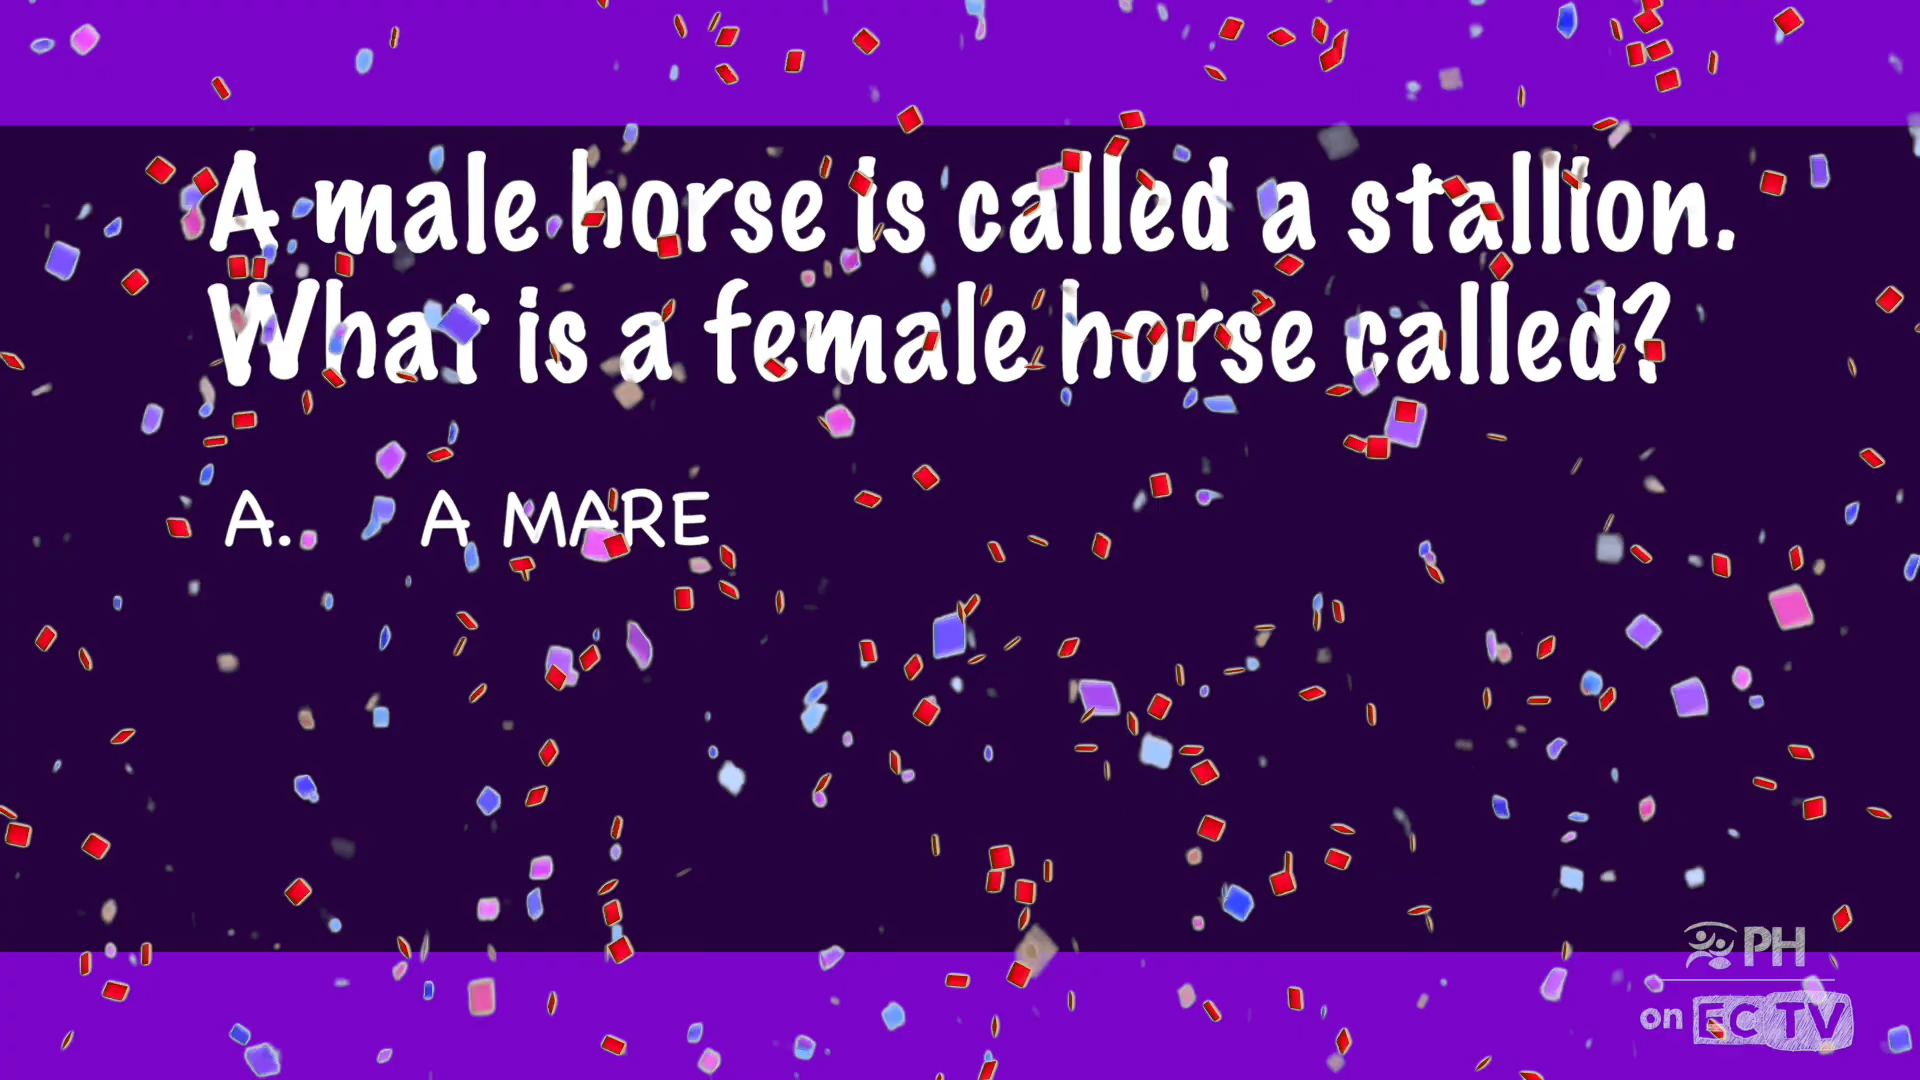 A male horse is called a stallion.
What is a female horse called?
A. A MARE
PH
on ECTV